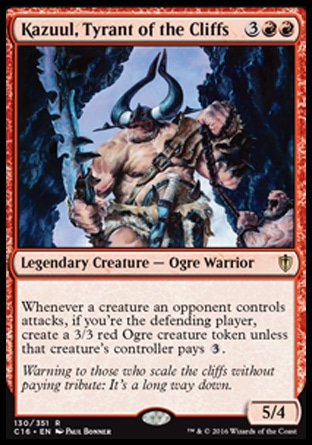 Kazuul, Tyrant of the Cliffs 3
Legendary Creature — Ogre Warrior
Whenever a creature an opponent controls
attacks, if you're the defending player,
create a 3/3 red Ogre creature token unless
that creature's controller pays 3.
Warning to those who scale the cliffs without
paying tribute: It's a long way down.
5/4
130/351 R
C16 • EN Paul Bonner
™ & © 2016 Wizards of the Coast